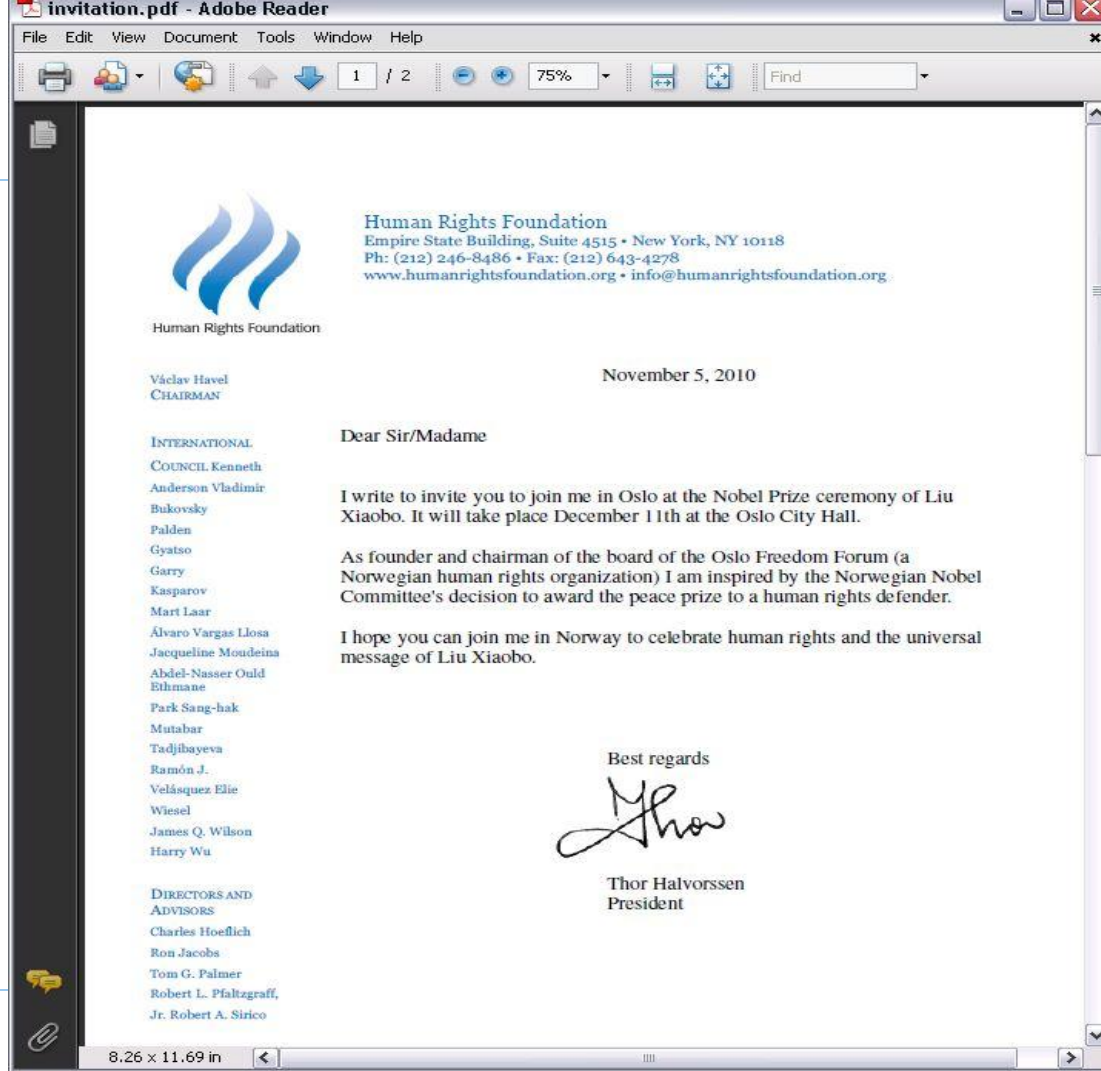 invitation.pdf - Adobe Reader
File Edit View Document Tools Window Help
1 / 2 75% Find
Human Rights Foundation
Empire State Building, Suite 4515 • New York, NY 10118
Ph: (212) 246-8486 • Fax: (212) 643-4278
www.humanrightsfoundation.org • info@humanrightsfoundation.org
Human Rights Foundation
November 5, 2010
Václav Havel
CHAIRMAN
INTERNATIONAL
COUNCIL Kenneth
Anderson Vladimir
Bukovsky
Palden
Gyatso
Garry
Kasparov
Mart Laar
Álvaro Vargas Llosa
Jacqueline Moudeina
Abdel-Nasser Ould
Ethmane
Park Sang-hak
Mutabar
Tadjibayeva
Ramón J.
Velásquez Elie
Wiesel
James Q. Wilson
Harry Wu
DIRECTORS AND
ADVISORS
Charles Hoeflich
Ron Jacobs
Tom G. Palmer
Robert L. Pfaltzgraff,
Jr. Robert A. Sirico
Dear Sir/Madame
I write to invite you to join me in Oslo at the Nobel Prize ceremony of Liu
Xiaobo. It will take place December 11th at the Oslo City Hall.
As founder and chairman of the board of the Oslo Freedom Forum (a
Norwegian human rights organization) I am inspired by the Norwegian Nobel
Committee's decision to award the peace prize to a human rights defender.
I hope you can join me in Norway to celebrate human rights and the universal
message of Liu Xiaobo.
Best regards
Thor
Thor Halvorssen
President
8.26 x 11.69 in